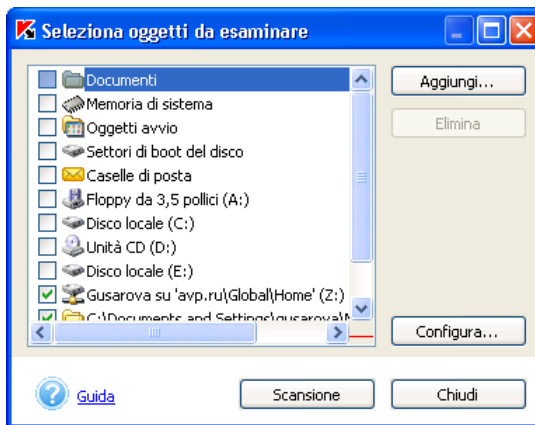 Seleziona oggetti da esaminare
Documenti
Memoria di sistema
Oggetti avvio
Settori di boot del disco
Caselle di posta
Floppy da 3,5 pollici (A:)
Disco locale (C:)
Unità CD (D:)
Disco locale (E:)
Gusarova su 'avp.ru\Global\Home' (Z:)
C:\Documents and Settings\gusarova\
Aggiungi...
Elimina
Configura...
Guida
Scansione
Chiudi